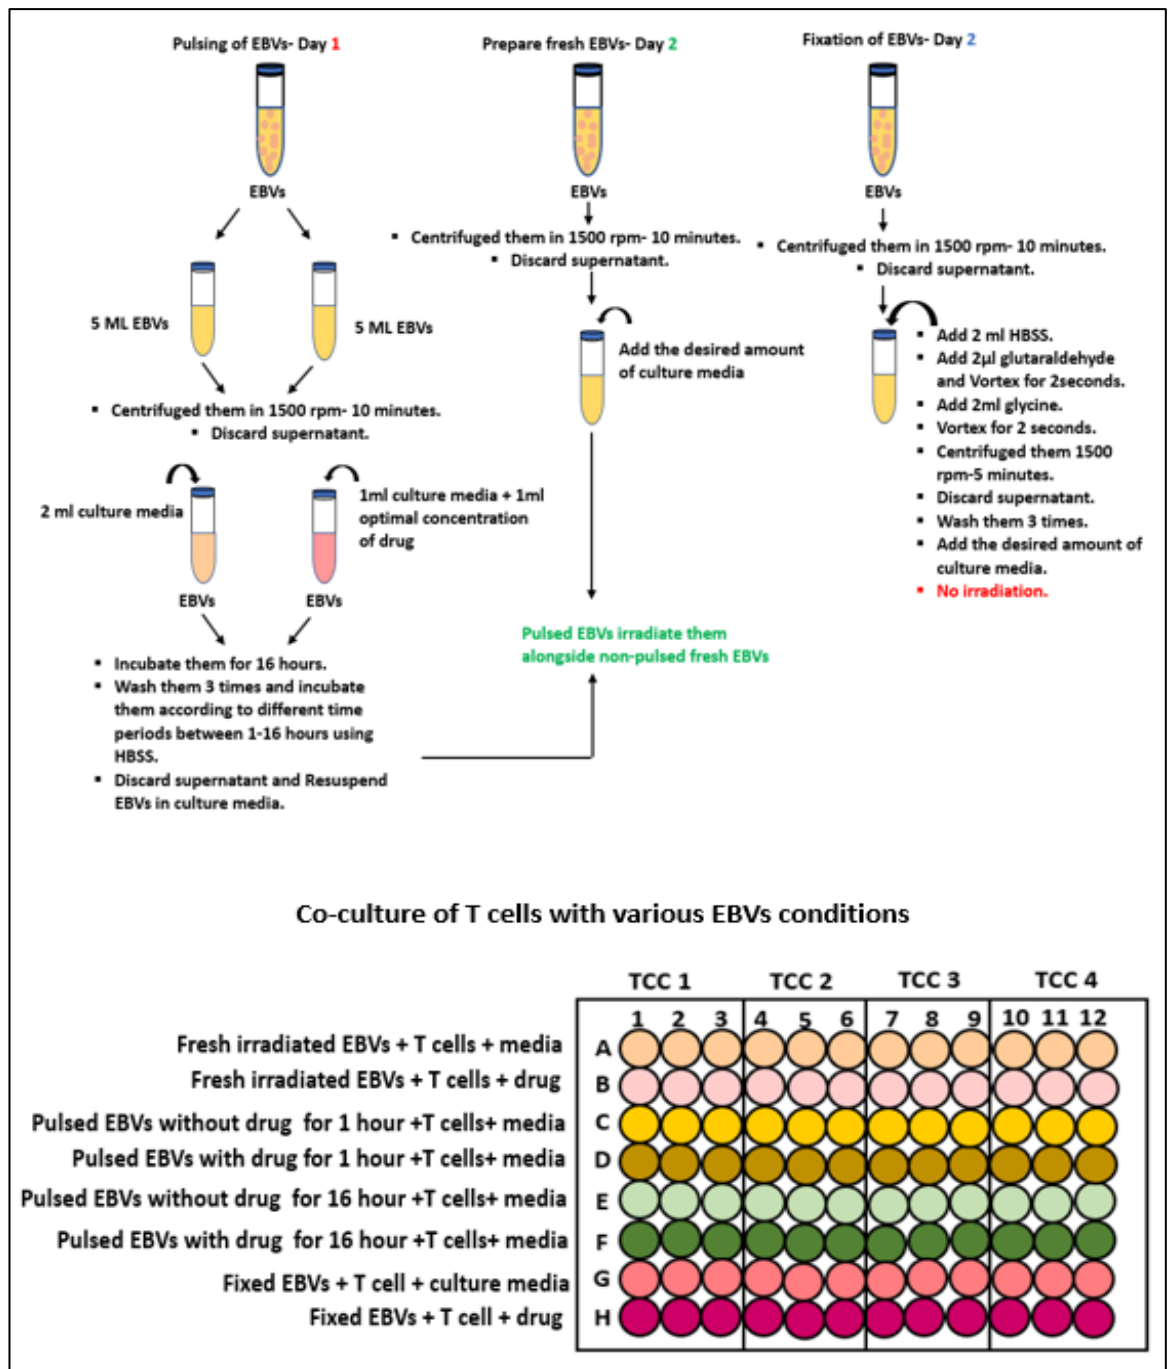 Pulsing of EBVs- Day 1
EBVs
5 ML EBVs
5 ML EBVs
▪ Centrifuged them in 1500 rpm- 10 minutes.
▪ Discard supernatant.
2 ml culture media
1ml culture media + 1ml
optimal concentration
of drug
EBVs
EBVs
▪ Incubate them for 16 hours.
▪ Wash them 3 times and incubate
them according to different time
periods between 1-16 hours using
HBSS.
▪ Discard supernatant and Resuspend
EBVs in culture media.
Prepare fresh EBVs- Day 2
EBVs
▪ Centrifuged them in 1500 rpm- 10 minutes.
▪ Discard supernatant.
Add the desired amount
of culture media
Pulsed EBVs irradiate them
alongside non-pulsed fresh EBVs
Fixation of EBVs- Day 2
EBVs
▪ Centrifuged them in 1500 rpm- 10 minutes.
▪ Discard supernatant.
▪ Add 2 ml HBSS.
▪ Add 2µl glutaraldehyde
and Vortex for 2seconds.
▪ Add 2ml glycine.
▪ Vortex for 2 seconds.
▪ Centrifuged them 1500
rpm-5 minutes.
▪ Discard supernatant.
▪ Wash them 3 times.
▪ Add the desired amount of
culture media.
▪ No irradiation.
Co-culture of T cells with various EBVs conditions
TCC 1 TCC 2 TCC 3 TCC 4
1 2 3 4 5 6 7 8 9 10 11 12
Fresh irradiated EBVs + T cells + media A
Fresh irradiated EBVs + T cells + drug B
Pulsed EBVs without drug for 1 hour +T cells+ media C
Pulsed EBVs with drug for 1 hour +T cells+ media D
Pulsed EBVs without drug for 16 hour +T cells+ media E
Pulsed EBVs with drug for 16 hour +T cells+ media F
Fixed EBVs + T cell + culture media G
Fixed EBVs + T cell + drug H